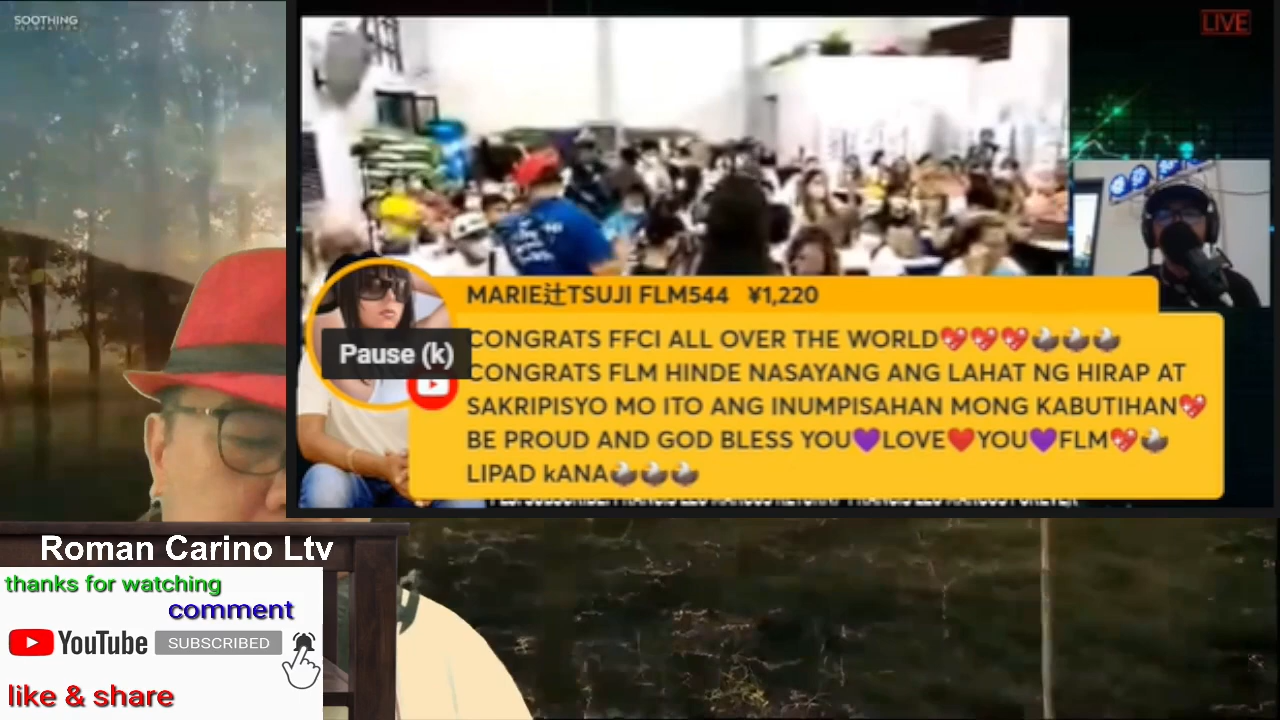 SOOTHING
RELAXATION
LIVE
MARIE辻TSUJI FLM544 ¥1,220
CONGRATS FFCI ALL OVER THE WORLD💖💖💖🕊🕊🕊
Pause (k)
CONGRATS FLM HINDE NASAYANG ANG LAHAT NG HIRAP AT
SAKRIPISYO MO ITO ANG INUMPISAHAN MONG KABUTIHAN💖
BE PROUD AND GOD BLESS YOU💜LOVE❤️YOU💜FLM💖🕊
LIPAD kANA🕊🕊🕊
Roman Carino Ltv
thanks for watching
comment
YouTube SUBSCRIBED
like & share